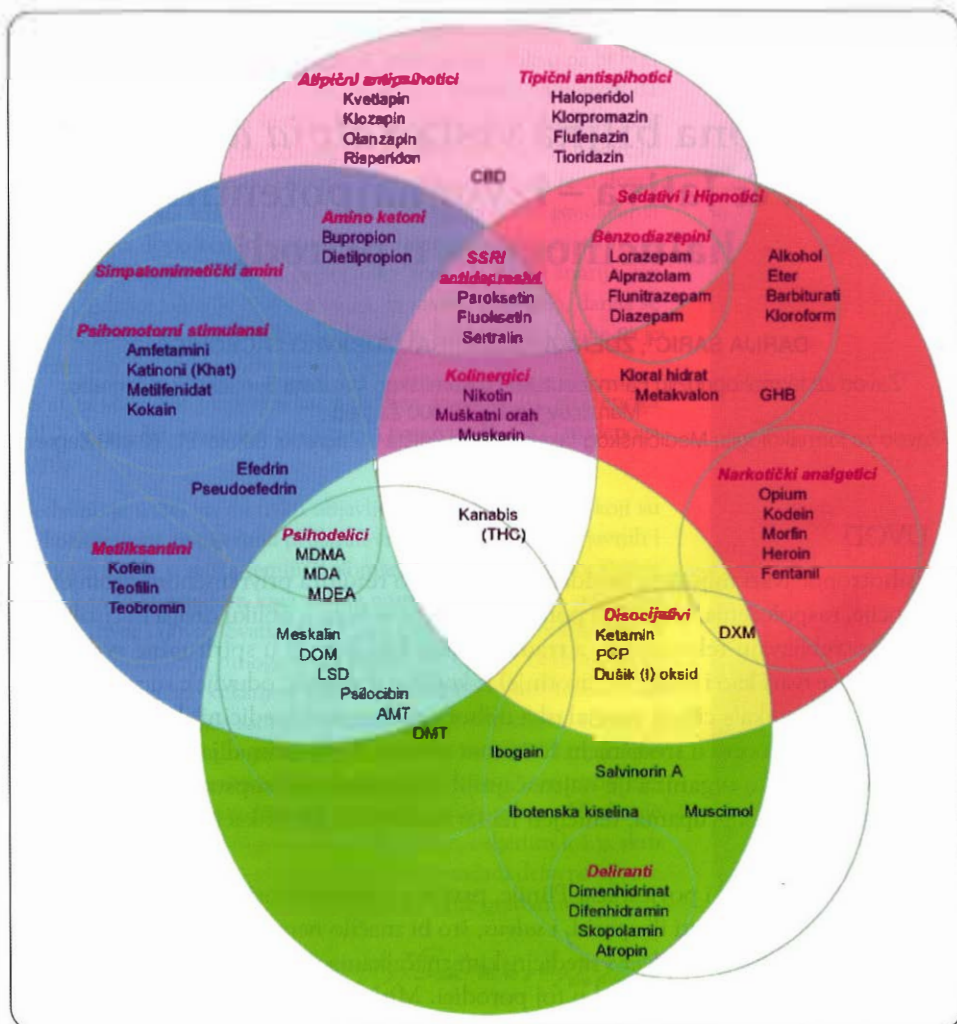 Atipični antipsihotici
Kvetiapin
Klozapin
Olanzapin
Risperidon
Tipični antispihotici
Haloperidol
Klorpromazin
Flufenazin
Tioridazin
CBD
Sedativi i Hipnotici
Amino ketoni
Bupropion
Dietilpropion
SSRI
antidepresivi
Paroksetin
Fluoksetin
Sertralin
Benzodiazepini
Lorazepam
Alprazolam
Flunitrazepam
Diazepam
Alkohol
Eter
Barbiturati
Kloroform
Simpatomimetički amini
Psihomotorni stimulansi
Amfetamini
Katinoni (Khat)
Metilfenidat
Kokain
Kolinergici
Nikotin
Muškatni orah
Muskarin
Kloral hidrat
Metakvalon
GHB
Efedrin
Pseudoefedrin
Narkotički analgetici
Opium
Kodein
Morfin
Heroin
Fentanil
Kanabis
(THC)
Metilksantini
Kofein
Teofilin
Teobromin
Psihodelici
MDMA
MDA
MDEA
Meskalin
DOM
LSD
Psilocibin
AMT
DMT
Disocijativi
Ketamin
PCP
Dušik (I) oksid
DXM
Ibogain
Salvinorin A
Ibotenska kiselina
Muscimol
Deliranti
Dimenhidrinat
Difenhidramin
Skopolamin
Atropin